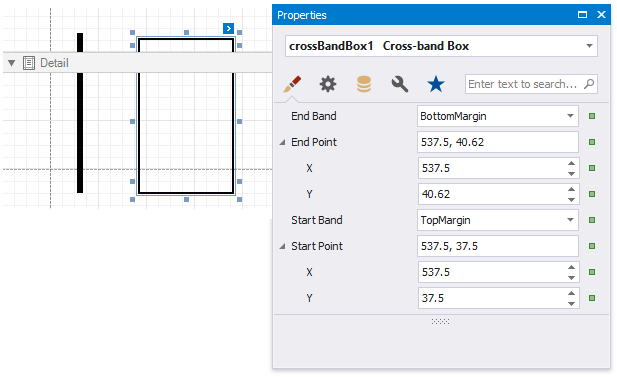 Detail
Properties
crossBandBox1 Cross-band Box
Enter text to search...
End Band BottomMargin
End Point 537.5, 40.62
X 537.5
Y 40.62
Start Band TopMargin
Start Point 537.5, 37.5
X 537.5
Y 37.5